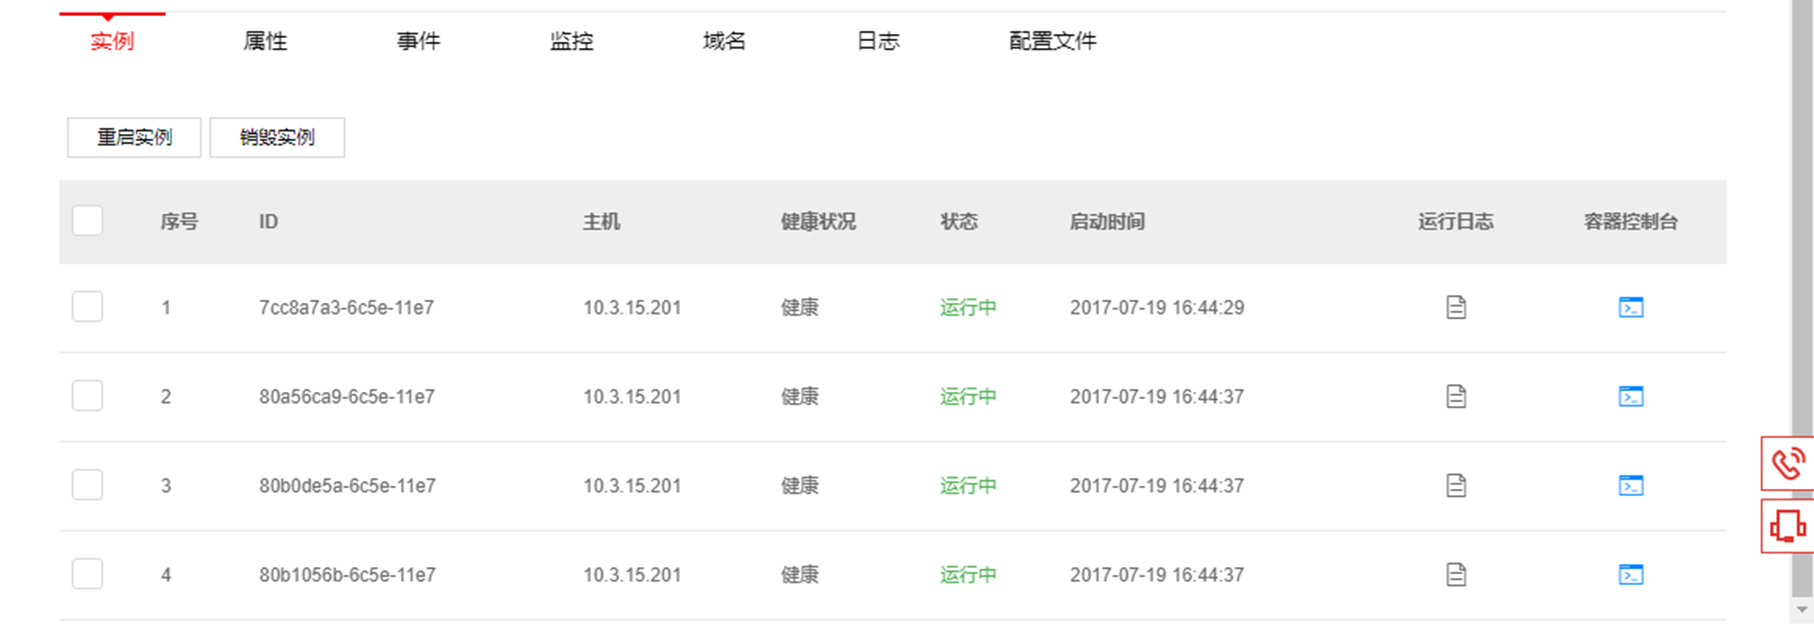 实例 属性 事件 监控 域名 日志 配置文件
重启实例 销毁实例
序号 ID 主机 健康状况 状态 启动时间 运行日志 容器控制台
1 7cc8a7a3-6c5e-11e7 10.3.15.201 健康 运行中 2017-07-19 16:44:29
2 80a56ca9-6c5e-11e7 10.3.15.201 健康 运行中 2017-07-19 16:44:37
3 80b0de5a-6c5e-11e7 10.3.15.201 健康 运行中 2017-07-19 16:44:37
4 80b1056b-6c5e-11e7 10.3.15.201 健康 运行中 2017-07-19 16:44:37